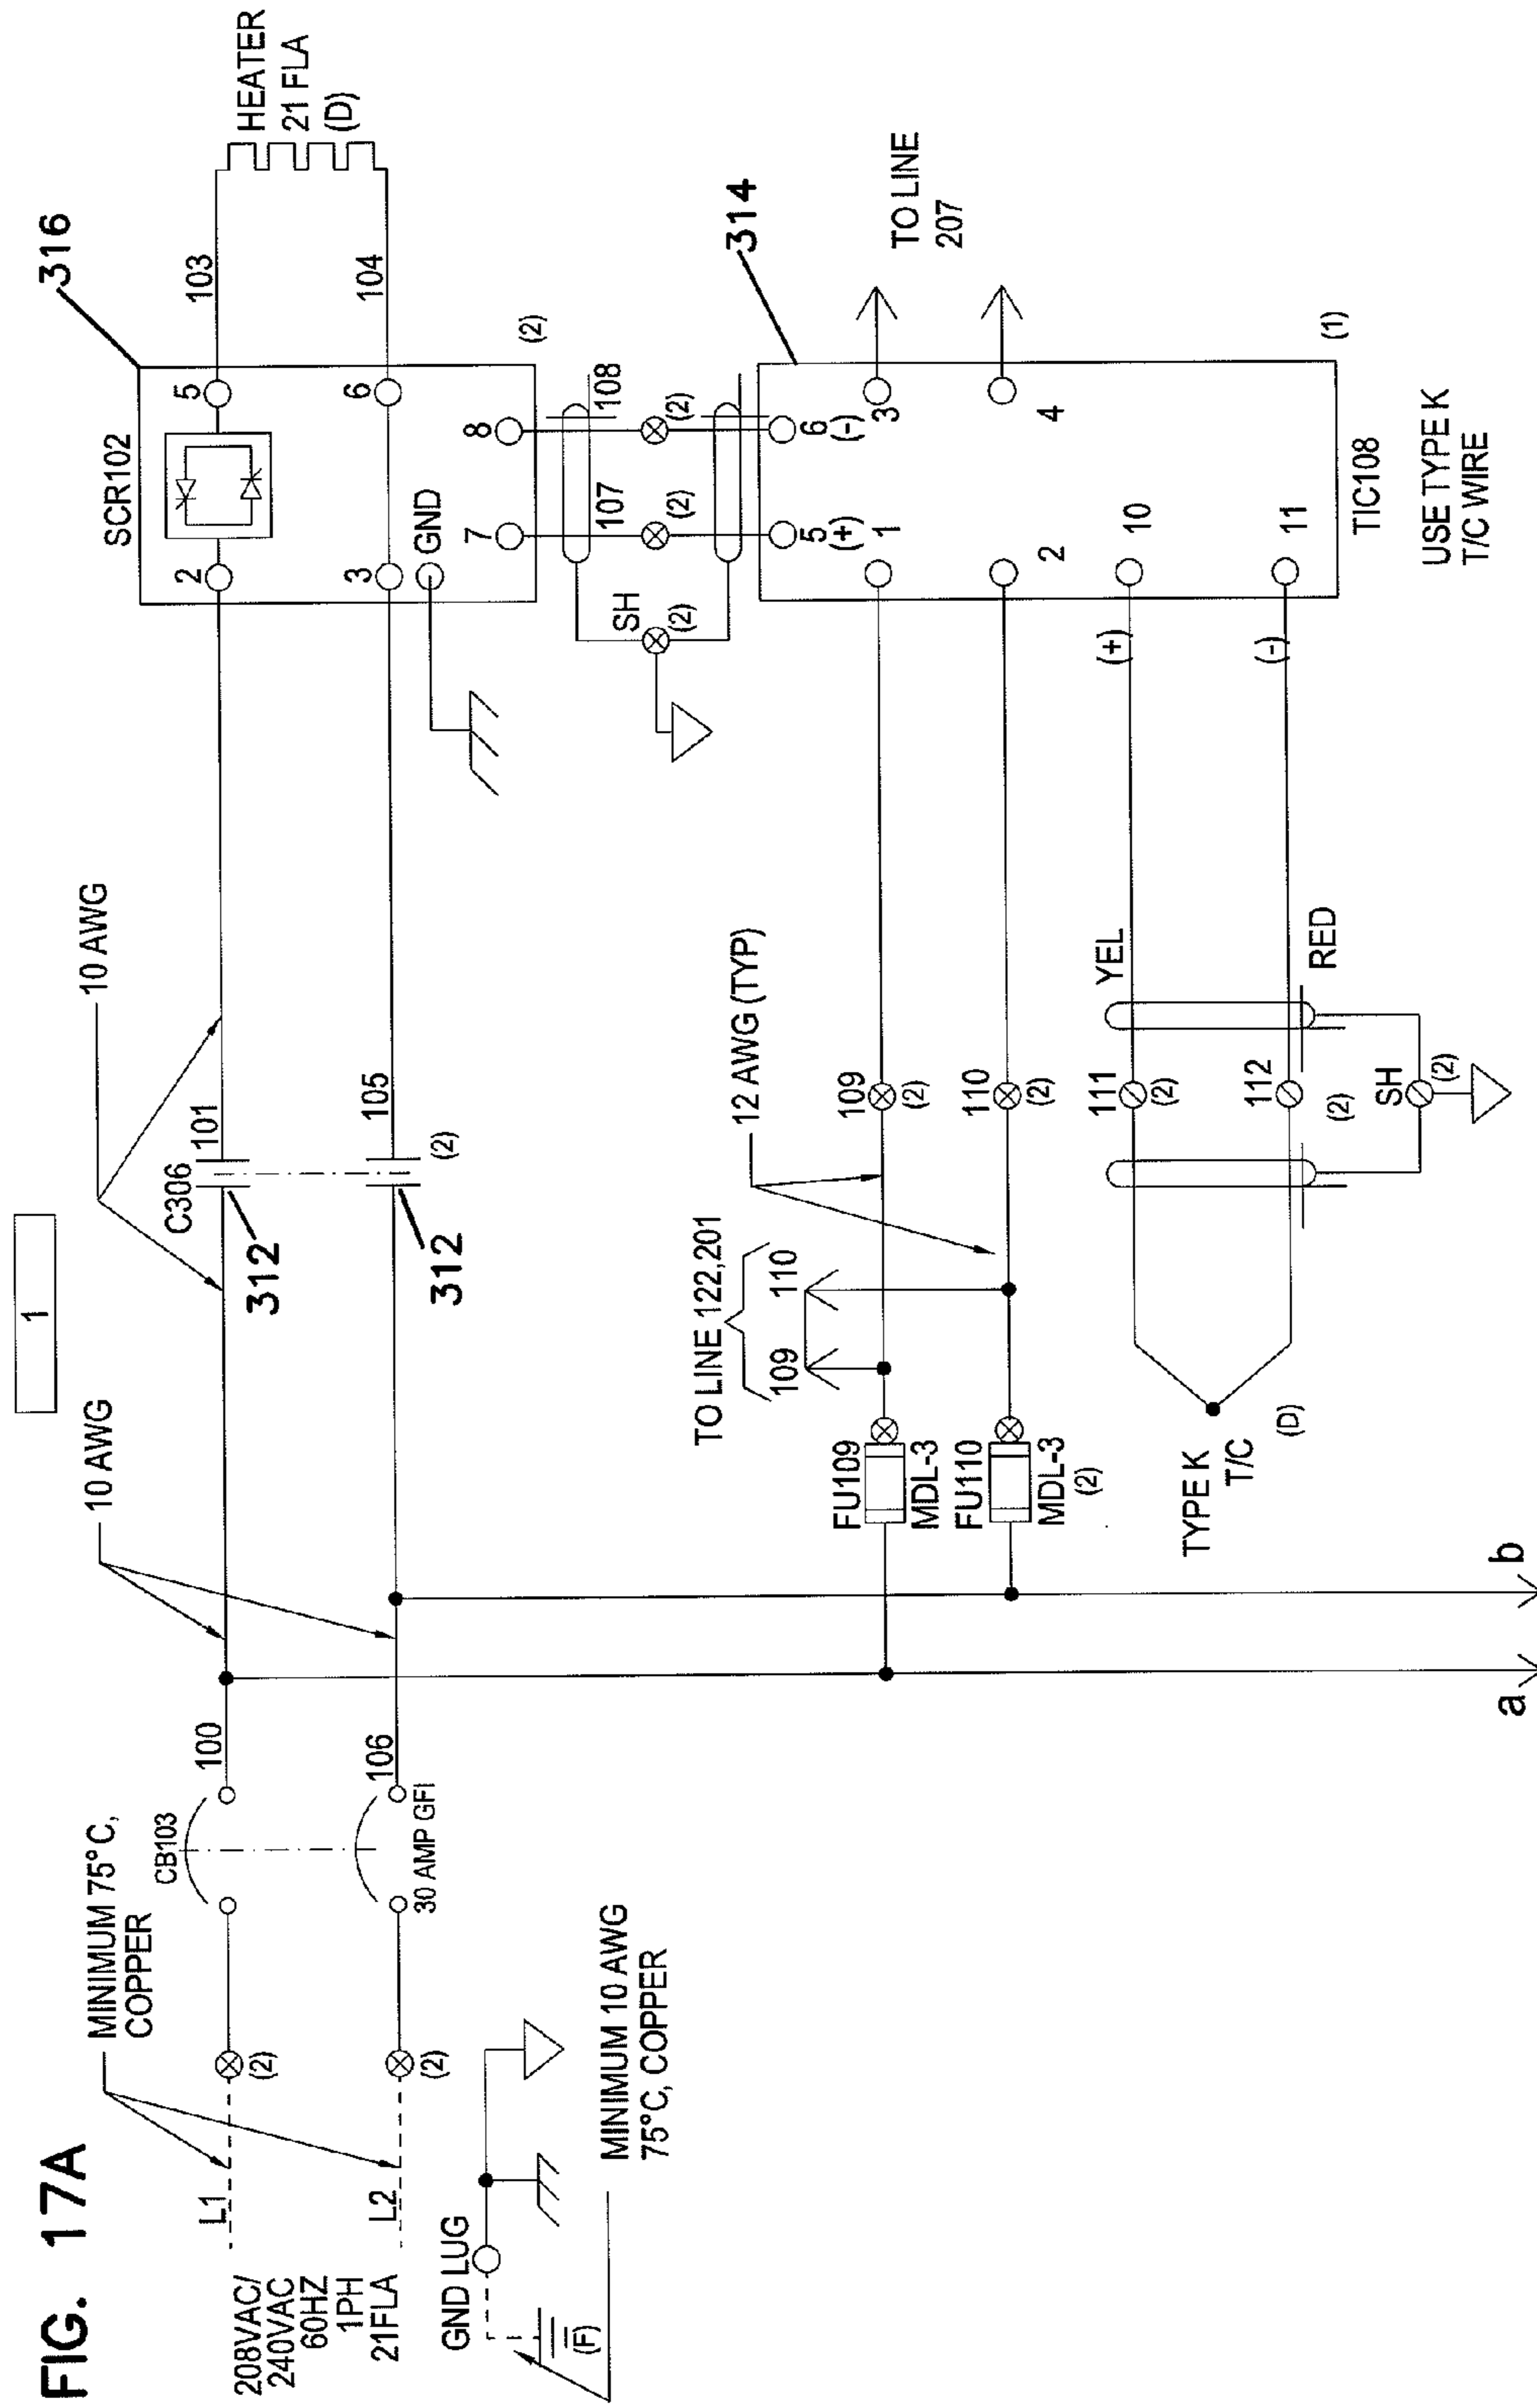 FIG. 17A
1
208VAC/
240VAC
60HZ
1PH
21FLA
L1
L2
(2)
(2)
MINIMUM 75°C,
COPPER
CB103
30 AMP GFI
100
106
10 AWG
10 AWG
C306
101
312
312
105
(2)
SCR102
2
5
3
6
GND
7
8
(2)
316
103
104
HEATER
21 FLA
(D)
GND LUG
(F)
MINIMUM 10 AWG
75°C, COPPER
SH
(2)
107
(2)
108
(2)
5
(+)
6
(-)
314
TO LINE
207
1
3
2
4
10
11
TIC108
(1)
USE TYPE K
T/C WIRE
TO LINE 122,201
109
110
12 AWG (TYP)
FU109
MDL-3
109
(2)
FU110
MDL-3
(2)
110
(2)
TYPE K
T/C
(D)
111
(2)
YEL
(+)
112
(2)
RED
(-)
SH
(2)
a
b